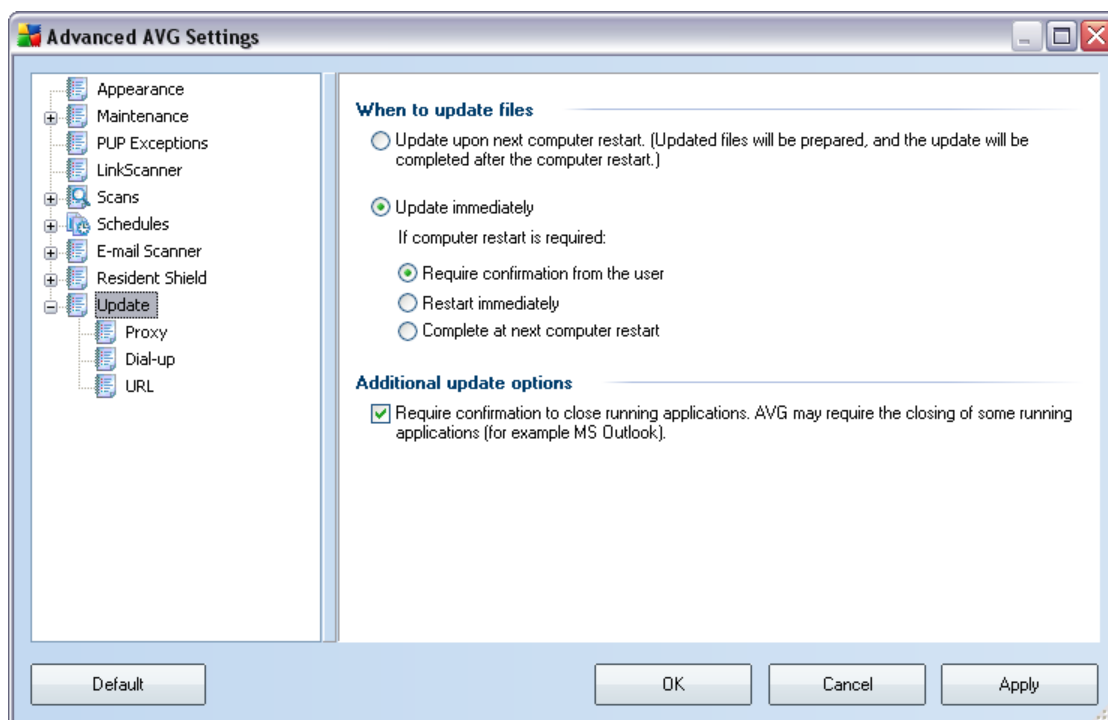 Advanced AVG Settings
Appearance
Maintenance
PUP Exceptions
LinkScanner
Scans
Schedules
E-mail Scanner
Resident Shield
Update
Proxy
Dial-up
URL
When to update files
Update upon next computer restart. (Updated files will be prepared, and the update will be
completed after the computer restart.)
Update immediately
If computer restart is required:
Require confirmation from the user
Restart immediately
Complete at next computer restart
Additional update options
Require confirmation to close running applications. AVG may require the closing of some running
applications (for example MS Outlook).
Default
OK
Cancel
Apply